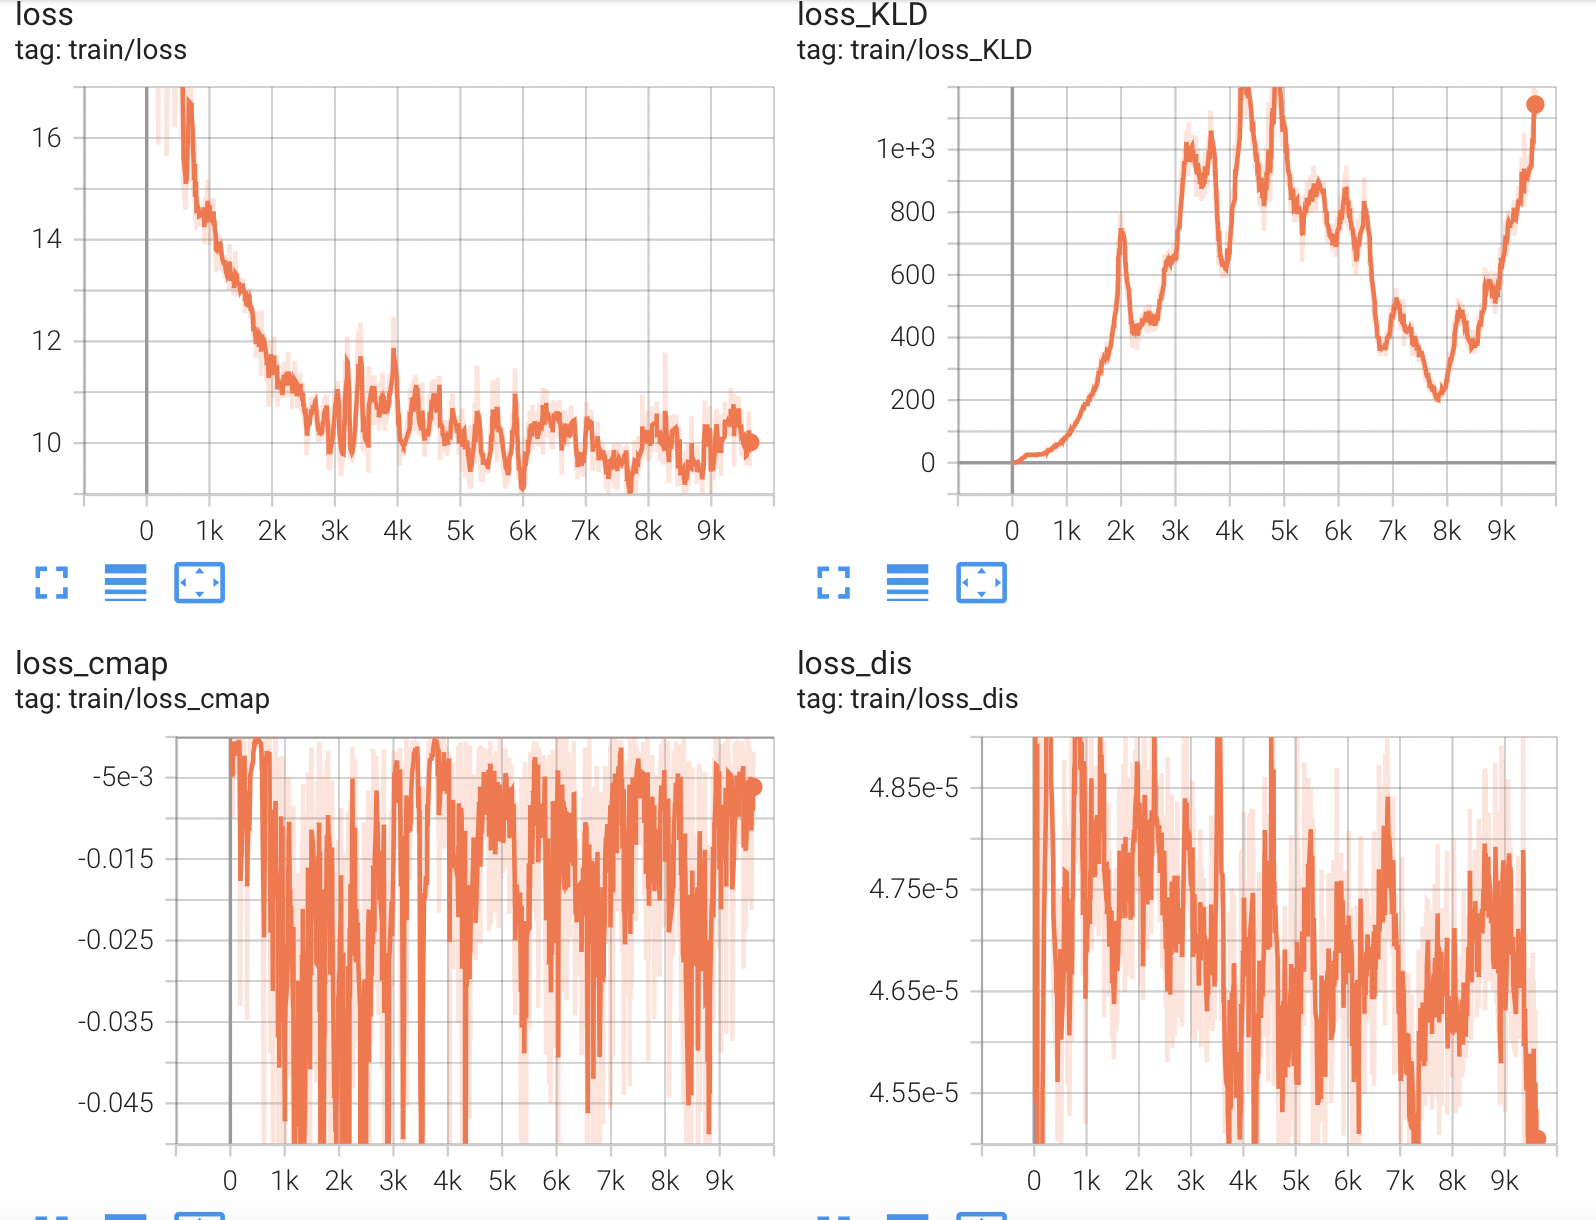 loss
tag: train/loss
16
14
12
10
0 1k 2k 3k 4k 5k 6k 7k 8k 9k
loss_KLD
tag: train/loss_KLD
1e+3
800
600
400
200
0
0 1k 2k 3k 4k 5k 6k 7k 8k 9k
loss_cmap
tag: train/loss_cmap
-5e-3
-0.015
-0.025
-0.035
-0.045
0 1k 2k 3k 4k 5k 6k 7k 8k 9k
loss_dis
tag: train/loss_dis
4.85e-5
4.75e-5
4.65e-5
4.55e-5
0 1k 2k 3k 4k 5k 6k 7k 8k 9k